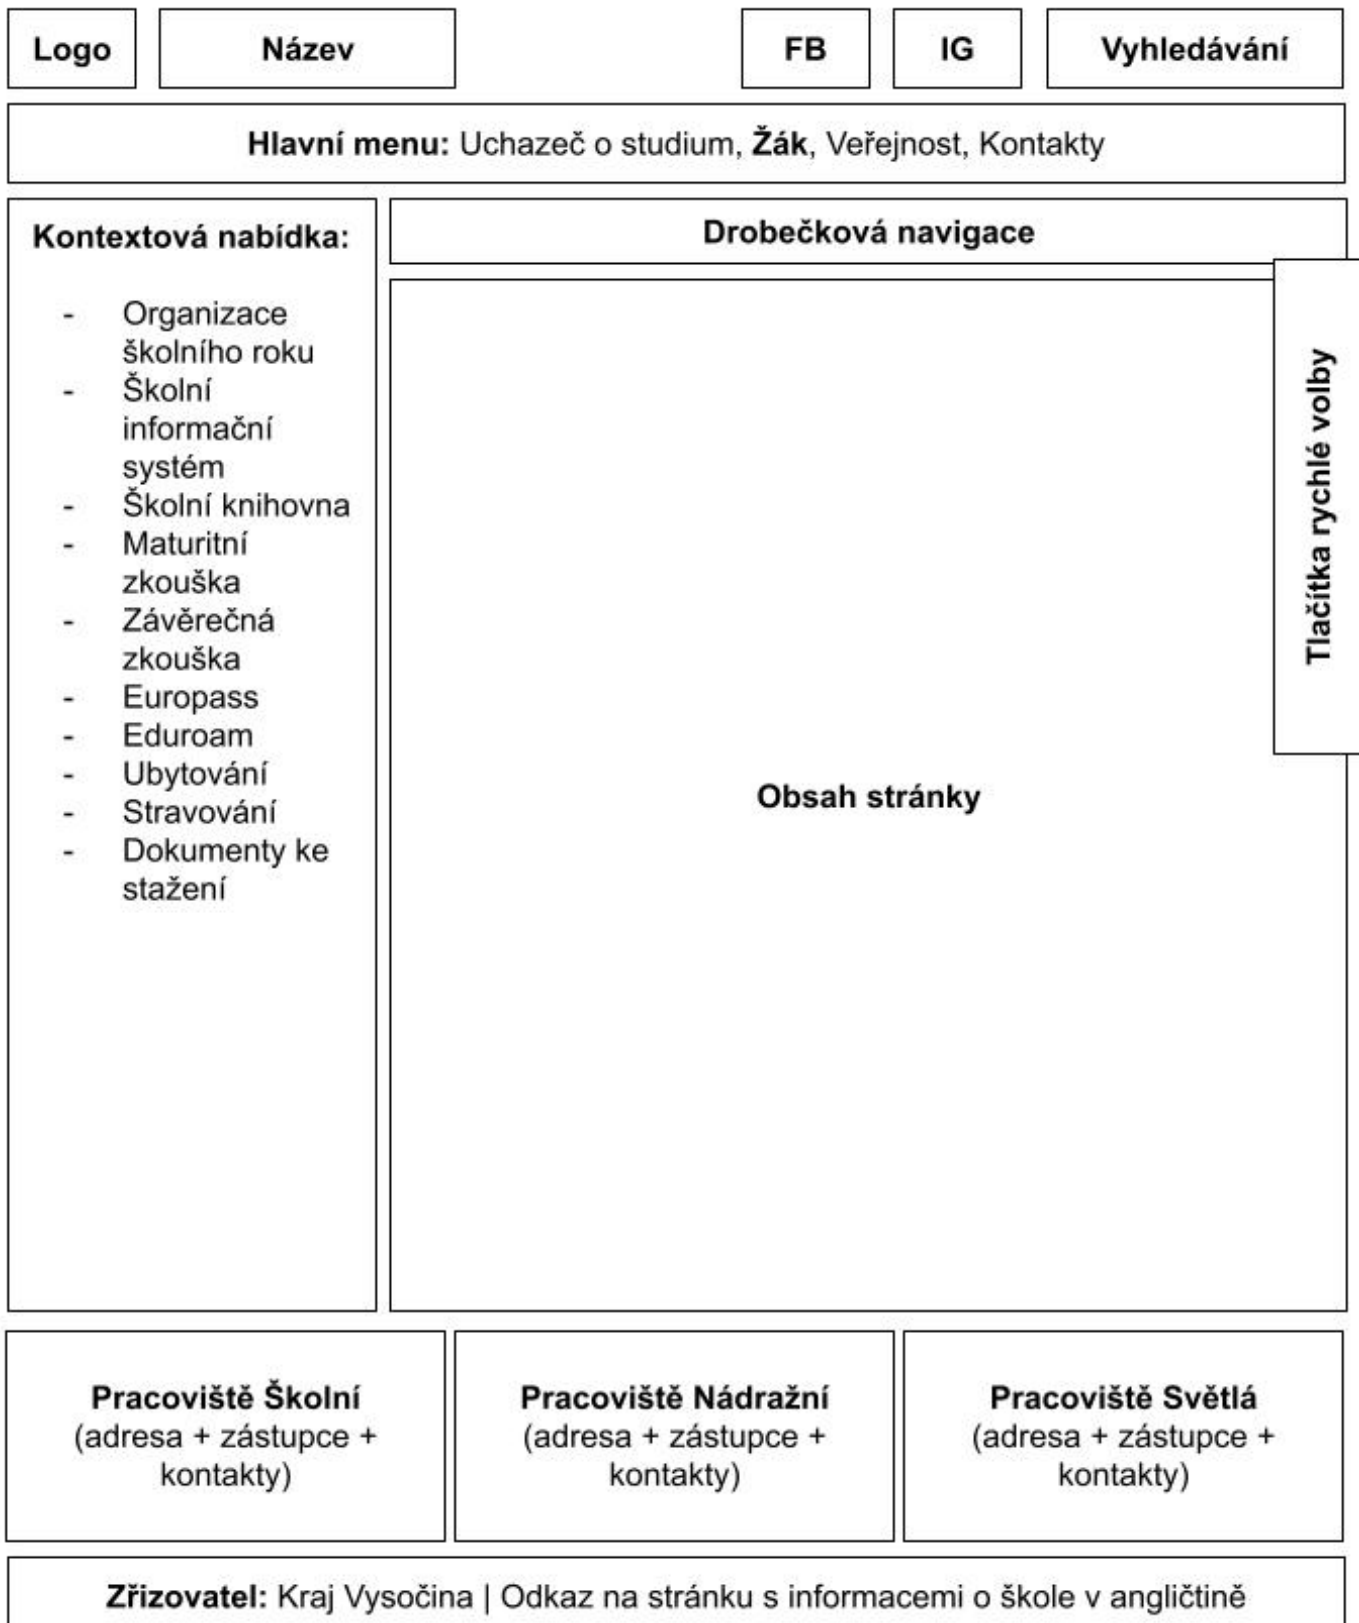 Logo
Název
FB
IG
Vyhledávání
Hlavní menu: Uchazeč o studium, Žák, Veřejnost, Kontakty
Kontextová nabídka:
- Organizace
školního roku
- Školní
informační
systém
- Školní knihovna
- Maturitní
zkouška
- Závěrečná
zkouška
- Europass
- Eduroam
- Ubytování
- Stravování
- Dokumenty ke
stažení
Drobečková navigace
Obsah stránky
Tlačítka rychlé volby
Pracoviště Školní
(adresa + zástupce +
kontakty)
Pracoviště Nádražní
(adresa + zástupce +
kontakty)
Pracoviště Světlá
(adresa + zástupce +
kontakty)
Zřizovatel: Kraj Vysočina | Odkaz na stránku s informacemi o škole v angličtině